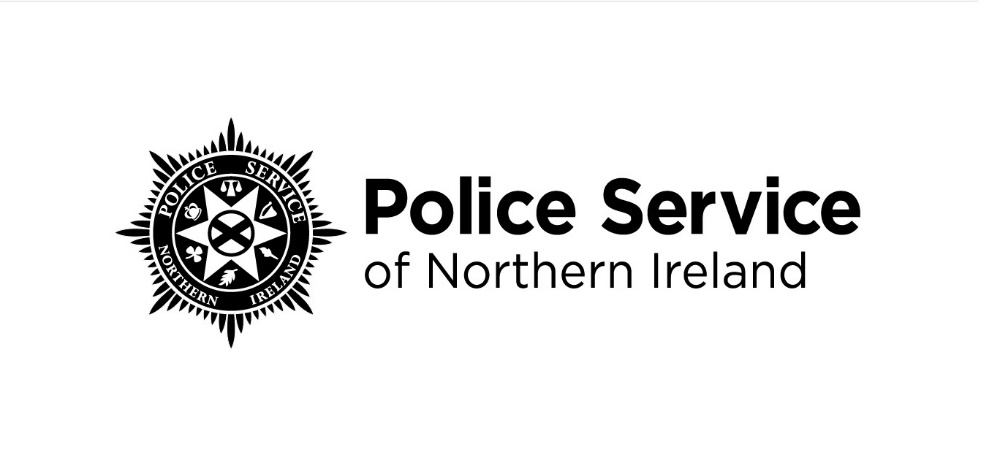 POLICE SERVICE
NORTHERN IRELAND
Police Service
of Northern Ireland